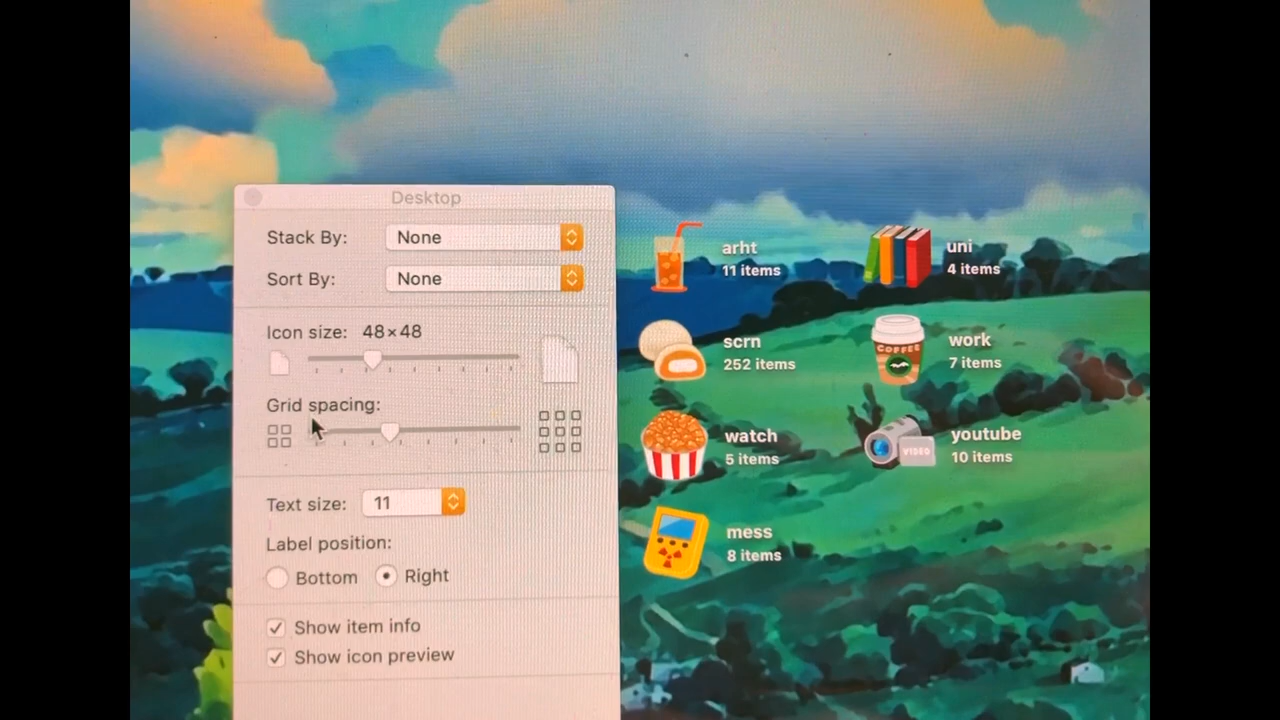 Desktop
Stack By: None
Sort By: None
Icon size: 48×48
Grid spacing:
Text size: 11
Label position:
Bottom Right
Show item info
Show icon preview
arht
11 items
uni
4 items
scrn
252 items
COFFEE
work
7 items
watch
5 items
VIDEO
youtube
10 items
mess
8 items